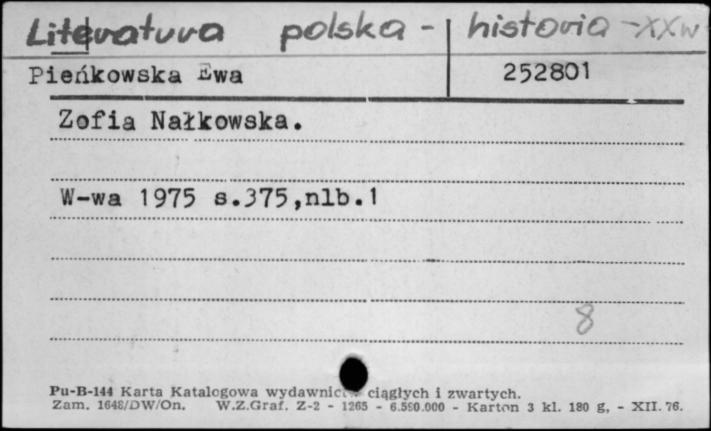 Literatura polska - historia - XXw
Pieńkowska Ewa 252801
Zofia Nałkowska.
W-wa 1975 s.375,nlb.1
8
Pu-B-144 Karta Katalogowa ciągłych i zwartych.
Zam. 1648/DW/On. W.Z.Graf. Z-2 - 1265 - 6.590.000 - Karton 3 kl. 180 g, - XII. 76.